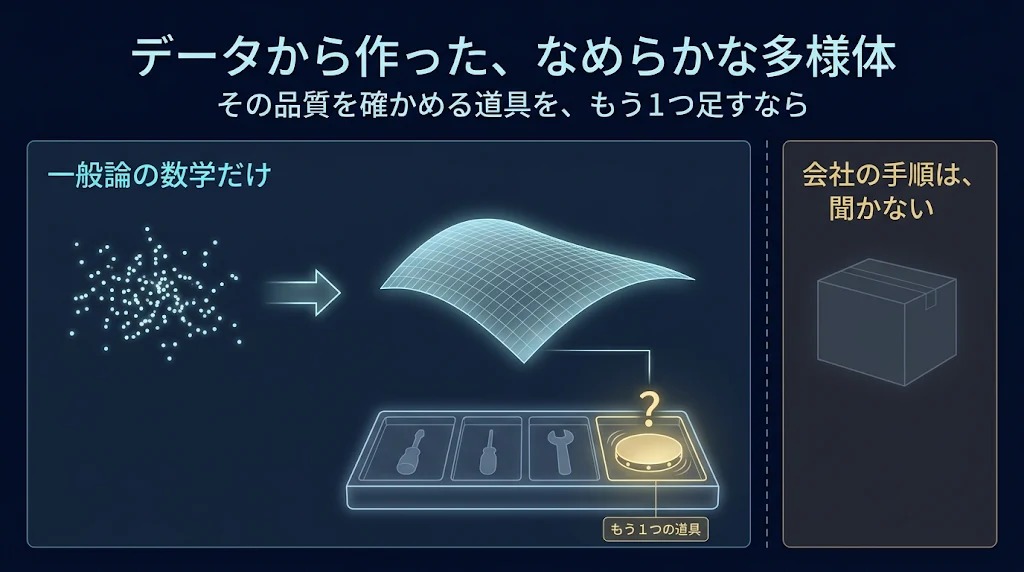 データから作った、なめらかな多様体
その品質を確かめる道具を、もう1つ足すなら
一般論の数学だけ
会社の手順は、
聞かない
?
もう1つの道具